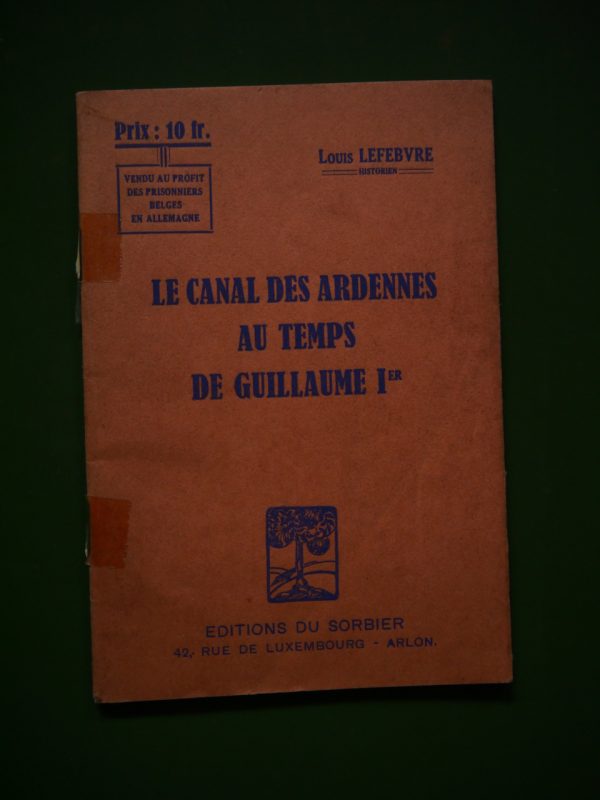 Prix : 10 fr.
VENDU AU PROFIT
DES PRISONNIERS
BELGES
EN ALLEMAGNE
Louis LEFEBVRE
HISTORIEN
LE CANAL DES ARDENNES
AU TEMPS
DE GUILLAUME IER
EDITIONS DU SORBIER
42,- RUE DE LUXEMBOURG - ARLON.